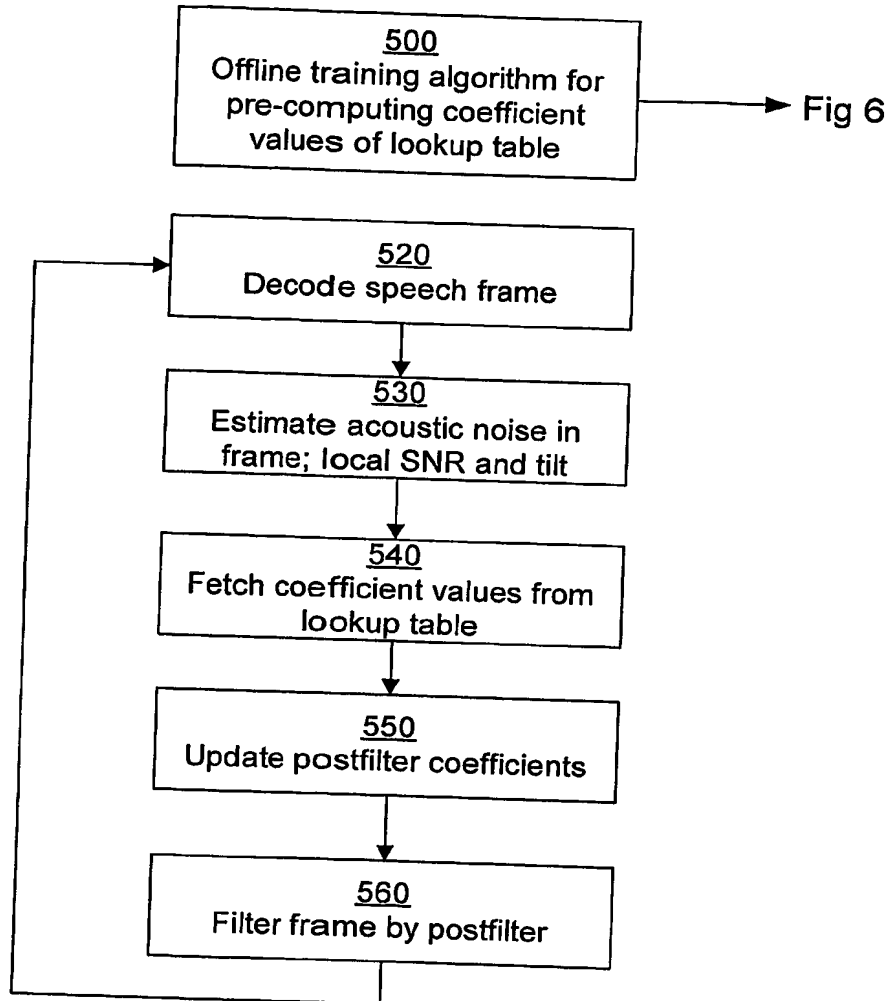 500
Offline training algorithm for
pre-computing coefficient
values of lookup table
Fig 6
520
Decode speech frame
530
Estimate acoustic noise in
frame; local SNR and tilt
540
Fetch coefficient values from
lookup table
550
Update postfilter coefficients
560
Filter frame by postfilter